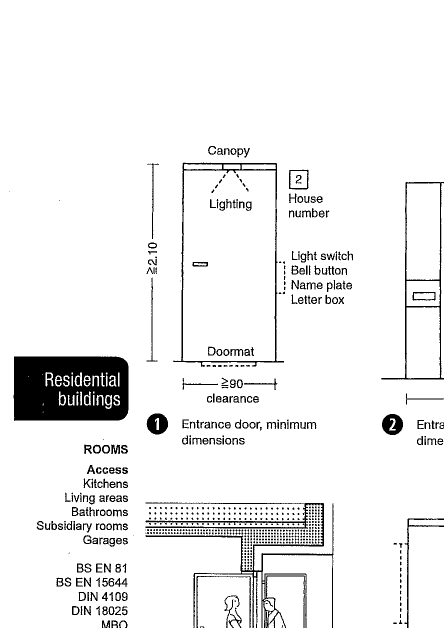 Canopy
2
House
number
Lighting
≧2.10
Light switch
Bell button
Name plate
Letter box
Doormat
≧90
clearance
1 Entrance door, minimum
dimensions
2
Residential
buildings
ROOMS
Access
Kitchens
Living areas
Bathrooms
Subsidiary rooms
Garages
BS EN 81
BS EN 15644
DIN 4109
DIN 18025
MBO